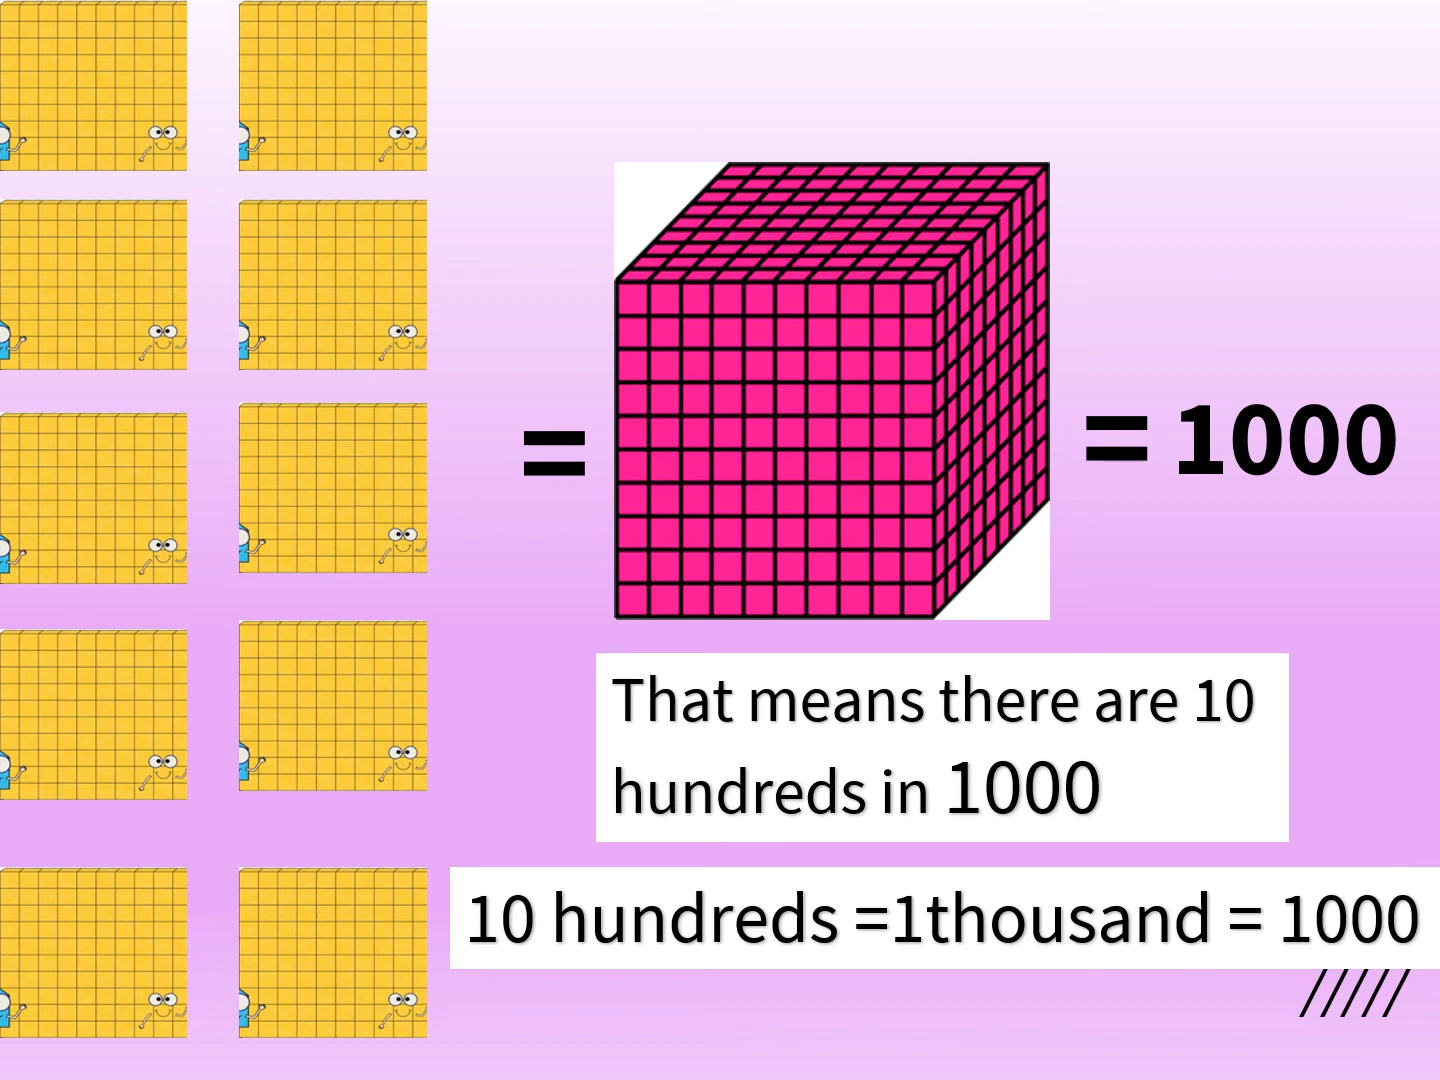 =
= 1000
That means there are 10
hundreds in 1000
10 hundreds =1thousand = 1000
/////